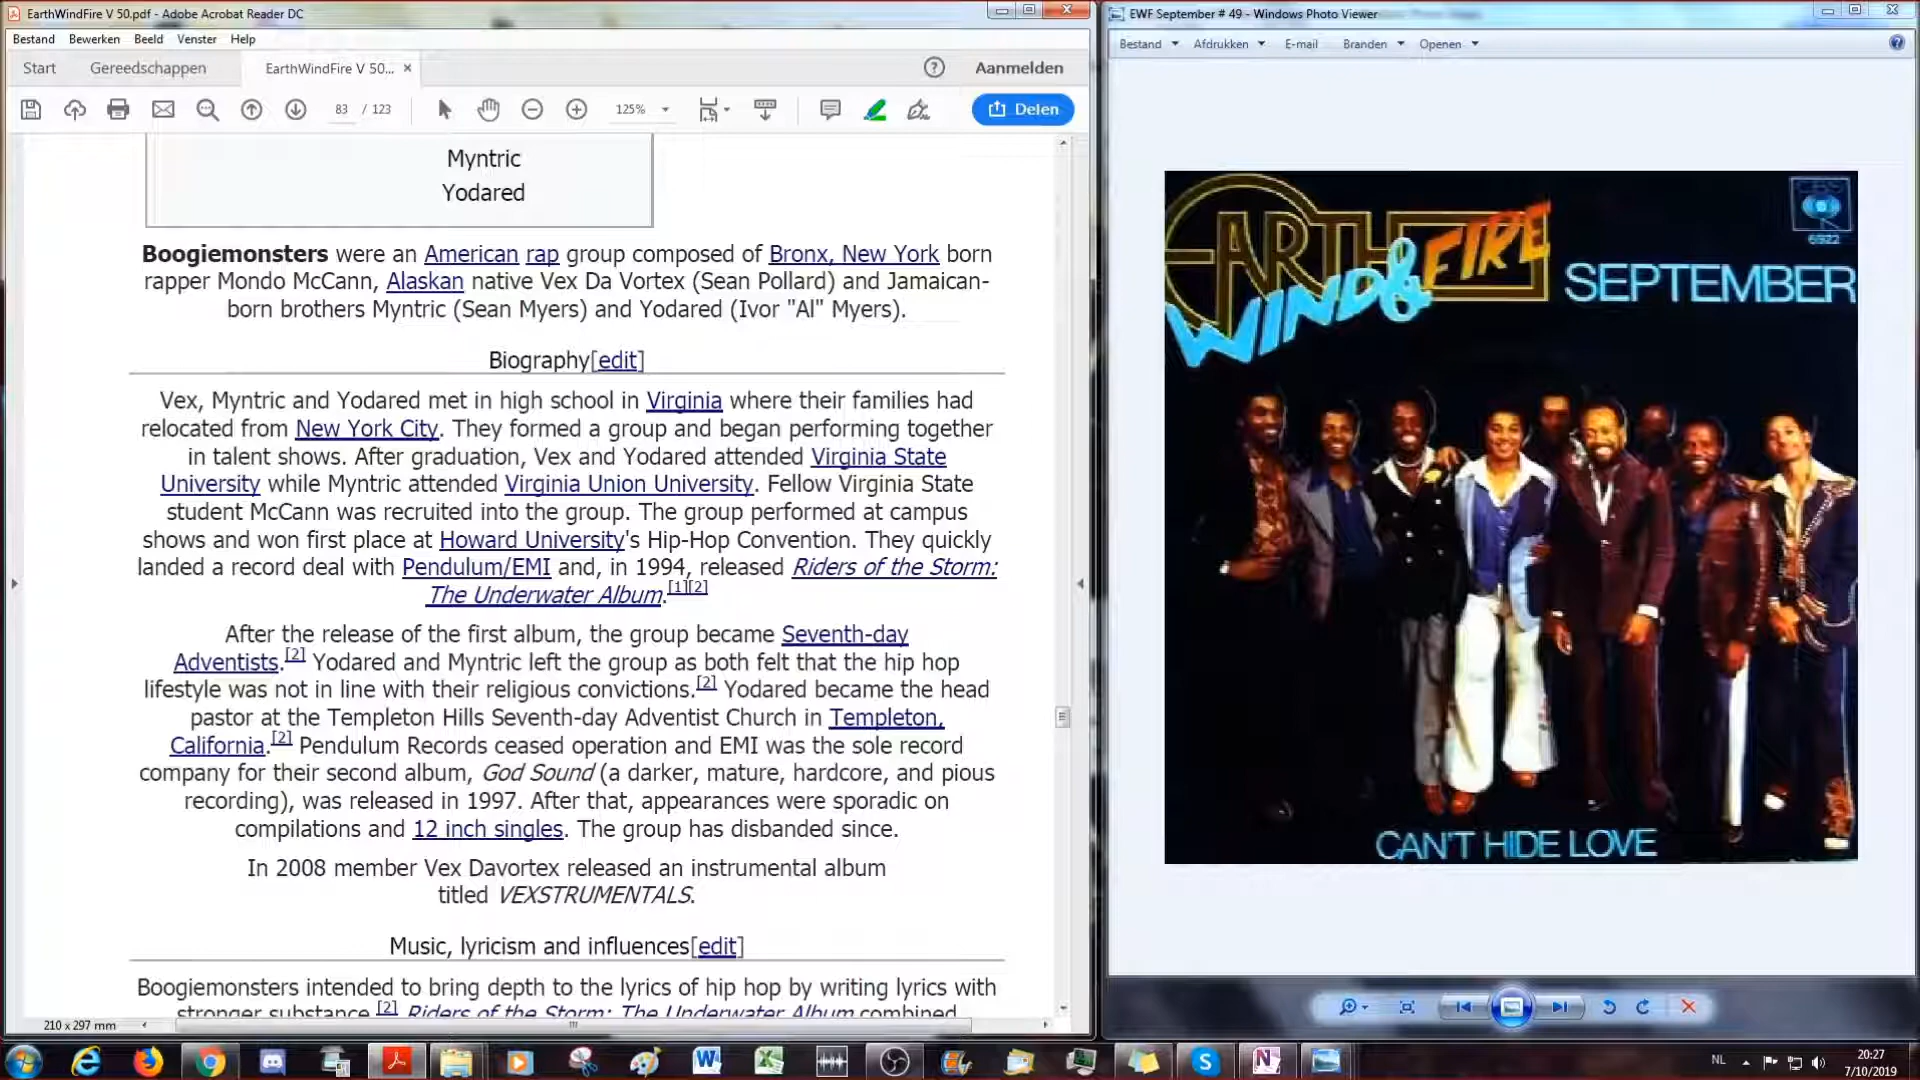 EarthWindFire V 50.pdf - Adobe Acrobat Reader DC
Bestand Bewerken Beeld Venster Help
Start Gereedschappen EarthWindFire V 50... × Aanmelden
83 / 123 125% Delen
Myntric
Yodared
Boogiemonsters were an American rap group composed of Bronx, New York born
rapper Mondo McCann, Alaskan native Vex Da Vortex (Sean Pollard) and Jamaican-
born brothers Myntric (Sean Myers) and Yodared (Ivor "Al" Myers).
Biography[edit]
Vex, Myntric and Yodared met in high school in Virginia where their families had
relocated from New York City. They formed a group and began performing together
in talent shows. After graduation, Vex and Yodared attended Virginia State
University while Myntric attended Virginia Union University. Fellow Virginia State
student McCann was recruited into the group. The group performed at campus
shows and won first place at Howard University's Hip-Hop Convention. They quickly
landed a record deal with Pendulum/EMI and, in 1994, released Riders of the Storm:
The Underwater Album.[1][2]
After the release of the first album, the group became Seventh-day
Adventists.[2] Yodared and Myntric left the group as both felt that the hip hop
lifestyle was not in line with their religious convictions.[2] Yodared became the head
pastor at the Templeton Hills Seventh-day Adventist Church in Templeton,
California.[2] Pendulum Records ceased operation and EMI was the sole record
company for their second album, God Sound (a darker, mature, hardcore, and pious
recording), was released in 1997. After that, appearances were sporadic on
compilations and 12 inch singles. The group has disbanded since.
In 2008 member Vex Davortex released an instrumental album
titled VEXSTRUMENTALS.
Music, lyricism and influences[edit]
Boogiemonsters intended to bring depth to the lyrics of hip hop by writing lyrics with
stronger substance.[2] Riders of the Storm: The Underwater Album combined
210 x 297 mm
EWF September # 49 - Windows Photo Viewer
Bestand Afdrukken E-mail Branden Openen
EARTH
WIND & FIRE
SEPTEMBER
CBS
6922
CAN'T HIDE LOVE
NL
20:27
7/10/2019